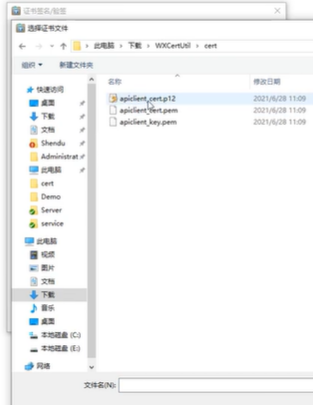 证书签名/验签
选择证书文件
此电脑 › 下载 › WXCertUtil › cert
组织 新建文件夹
名称 修改日期
快速访问
桌面
下载
文档
Shendu
Administrat
此电脑
cert
Demo
Server
service
此电脑
视频
图片
文档
下载
音乐
桌面
本地磁盘 (C:)
本地磁盘 (E:)
网络
apiclient_cert.p12 2021/6/28 11:09
apiclient_cert.pem 2021/6/28 11:09
apiclient_key.pem 2021/6/28 11:09
文件名(N):